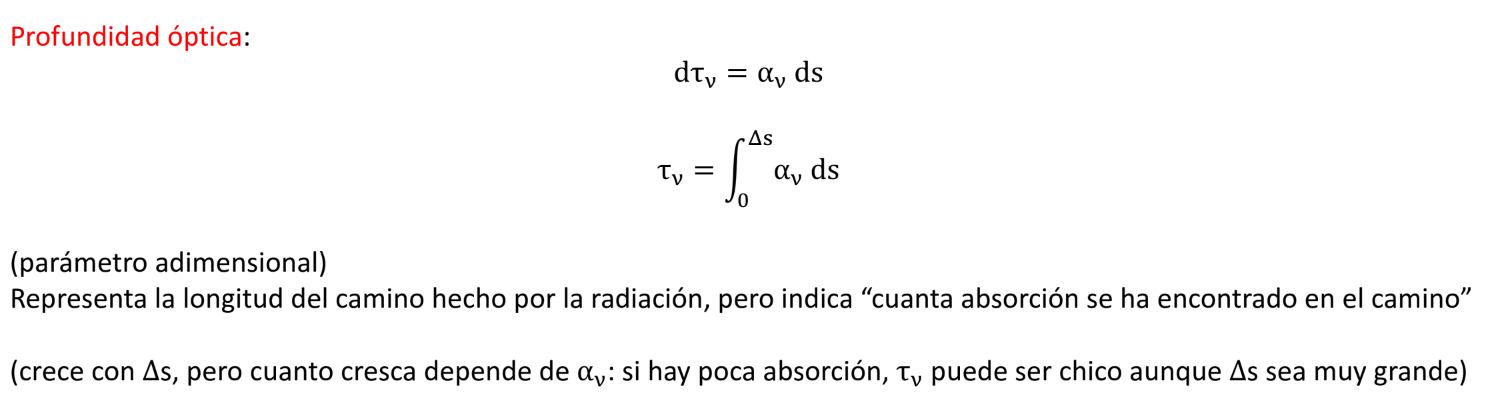 Profundidad óptica:
dτ_ν = α_ν ds
τ_ν = ∫_0^Δs α_ν ds
(parámetro adimensional)
Representa la longitud del camino hecho por la radiación, pero indica “cuanta absorción se ha encontrado en el camino”
(crece con Δs, pero cuanto cresca depende de α_ν: si hay poca absorción, τ_ν puede ser chico aunque Δs sea muy grande)